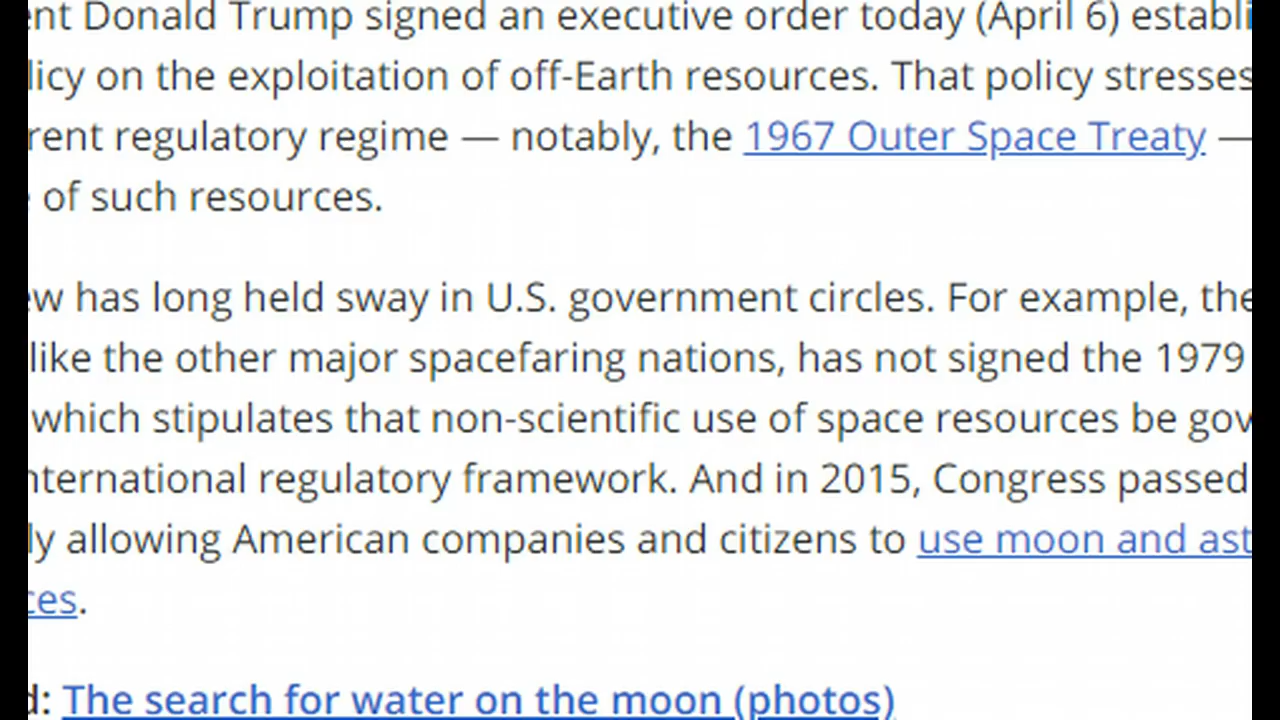 ent Donald Trump signed an executive order today (April 6) establi
licy on the exploitation of off-Earth resources. That policy stresses
rent regulatory regime — notably, the 1967 Outer Space Treaty —
of such resources.
ew has long held sway in U.S. government circles. For example, the
like the other major spacefaring nations, has not signed the 1979
which stipulates that non-scientific use of space resources be gov
nternational regulatory framework. And in 2015, Congress passed
ly allowing American companies and citizens to use moon and ast
ces.
d: The search for water on the moon (photos)